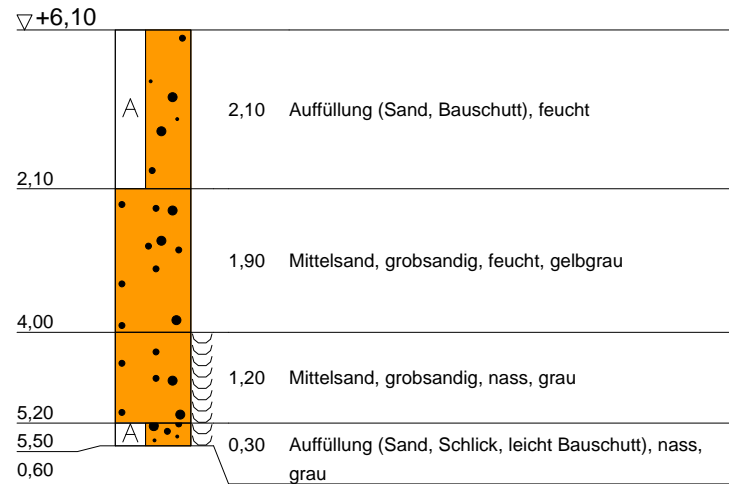 ▽+6,10
A
2,10 Auffüllung (Sand, Bauschutt), feucht
2,10
1,90 Mittelsand, grobsandig, feucht, gelbgrau
4,00
1,20 Mittelsand, grobsandig, nass, grau
5,20
A
5,50
0,30 Auffüllung (Sand, Schlick, leicht Bauschutt), nass,
grau
0,60